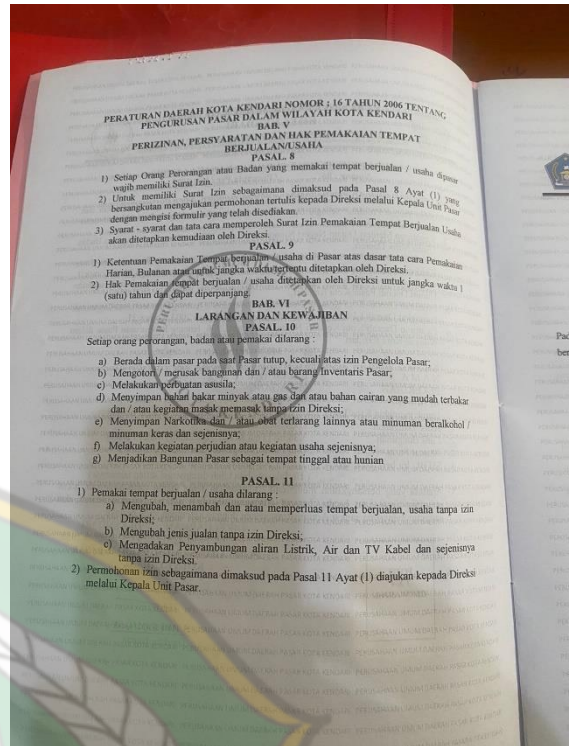 PERATURAN DAERAH KOTA KENDARI NOMOR ; 16 TAHUN 2006 TENTANG
PENGURUSAN PASAR DALAM WILAYAH KOTA KENDARI
BAB. V
PERIZINAN, PERSYARATAN DAN HAK PEMAKAIAN TEMPAT
BERJUALAN/USAHA
PASAL. 8
1) Setiap Orang Perorangan atau Badan yang memakai tempat berjualan / usaha dipasar
wajib memiliki Surat Izin.
2) Untuk memiliki Surat Izin sebagaimana dimaksud pada Pasal 8 Ayat (1) yang
bersangkutan mengajukan permohonan tertulis kepada Direksi melalui Kepala Unit Pasar
dengan mengisi formulir yang telah disediakan.
3) Syarat - syarat dan tata cara memperoleh Surat Izin Pemakaian Tempat Berjualan Usaha
akan ditetapkan kemudiaan oleh Direksi.
PASAL. 9
1) Ketentuan Pemakaian Tempat berjualan / usaha di Pasar atas dasar tata cara Pemakaian
Harian, Bulanan atau untuk jangka waktu tertentu ditetapkan oleh Direksi.
2) Hak Pemakaian tempat berjualan / usaha ditetapkan oleh Direksi untuk jangka waktu 1
(satu) tahun dan dapat diperpanjang.
BAB. VI
LARANGAN DAN KEWAJIBAN
PASAL. 10
Setiap orang perorangan, badan atau pemakai dilarang :
a) Berada dalam pasar pada saat Pasar tutup, kecuali atas izin Pengelola Pasar;
b) Mengotori, merusak bangunan dan / atau barang Inventaris Pasar;
c) Melakukan perbuatan asusila;
d) Menyimpan bahan bakar minyak atau gas dan atau bahan cairan yang mudah terbakar
dan / atau kegiatan masak memasak tanpa izin Direksi;
e) Menyimpan Narkotika dan / atau obat terlarang lainnya atau minuman beralkohol /
minuman keras dan sejenisnya;
f) Melakukan kegiatan perjudian atau kegiatan usaha sejenisnya;
g) Menjadikan Bangunan Pasar sebagai tempat tinggal atau hunian
PASAL. 11
1) Pemakai tempat berjualan / usaha dilarang :
a) Mengubah, menambah dan atau memperluas tempat berjualan, usaha tanpa izin
Direksi;
b) Mengubah jenis jualan tanpa izin Direksi;
c) Mengadakan Penyambungan aliran Listrik, Air dan TV Kabel dan sejenisnya
tanpa izin Direksi.
2) Permohonan izin sebagaimana dimaksud pada Pasal 11 Ayat (1) diajukan kepada Direksi
melalui Kepala Unit Pasar.